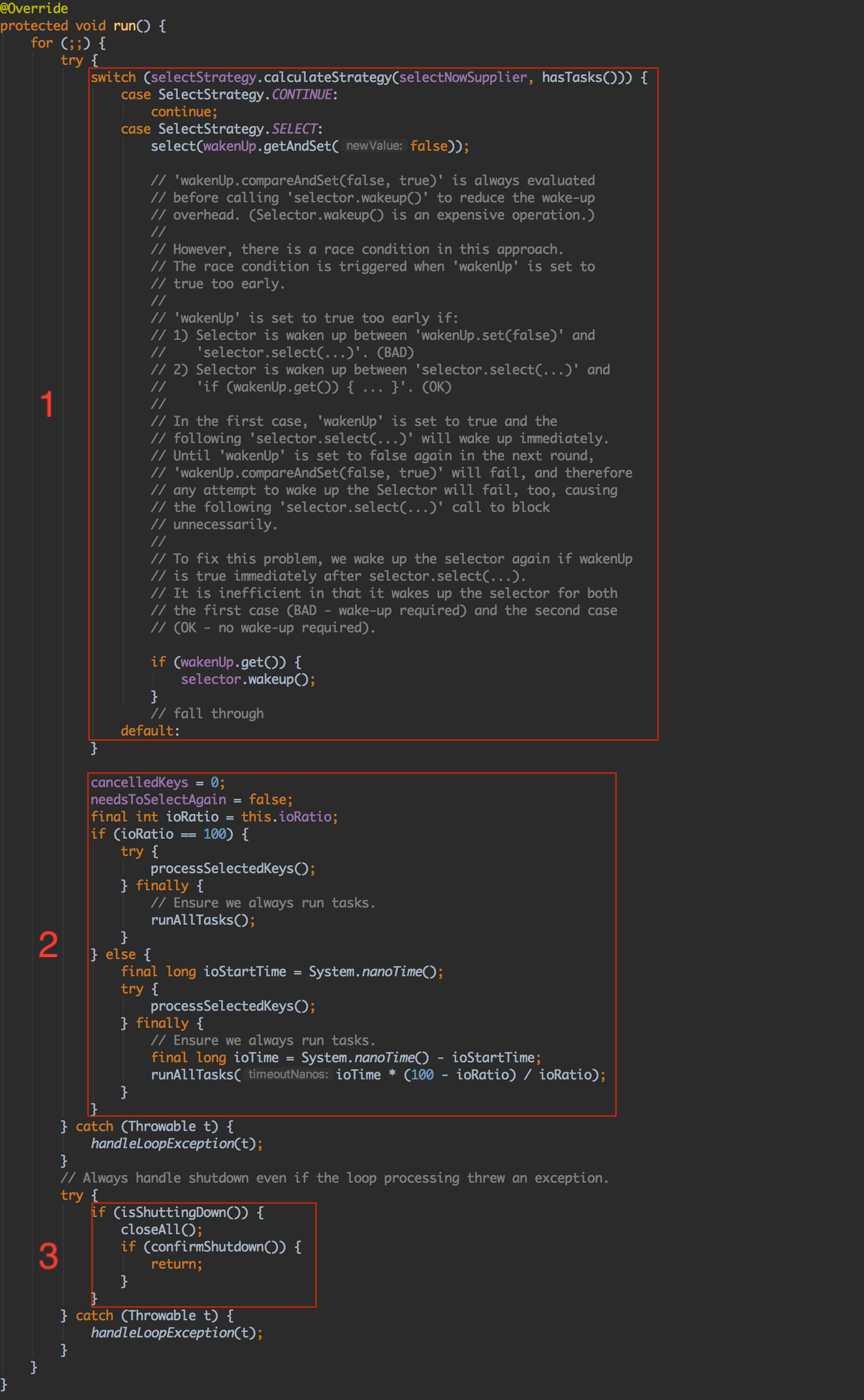 @Override
protected void run() {
for (;;) {
try {
switch (selectStrategy.calculateStrategy(selectNowSupplier, hasTasks())) {
case SelectStrategy.CONTINUE:
continue;
case SelectStrategy.SELECT:
select(wakenUp.getAndSet( newValue: false));
// 'wakenUp.compareAndSet(false, true)' is always evaluated
// before calling 'selector.wakeup()' to reduce the wake-up
// overhead. (Selector.wakeup() is an expensive operation.)
//
// However, there is a race condition in this approach.
// The race condition is triggered when 'wakenUp' is set to
// true too early.
//
// 'wakenUp' is set to true too early if:
// 1) Selector is waken up between 'wakenUp.set(false)' and
//    'selector.select(...)'. (BAD)
// 2) Selector is waken up between 'selector.select(...)' and
//    'if (wakenUp.get()) { ... }'. (OK)
//
1
// In the first case, 'wakenUp' is set to true and the
// following 'selector.select(...)' will wake up immediately.
// Until 'wakenUp' is set to false again in the next round,
// 'wakenUp.compareAndSet(false, true)' will fail, and therefore
// any attempt to wake up the Selector will fail, too, causing
// the following 'selector.select(...)' call to block
// unnecessarily.
//
// To fix this problem, we wake up the selector again if wakenUp
// is true immediately after selector.select(...).
// It is inefficient in that it wakes up the selector for both
// the first case (BAD - wake-up required) and the second case
// (OK - no wake-up required).
if (wakenUp.get()) {
selector.wakeup();
}
// fall through
default:
}
cancelledKeys = 0;
needsToSelectAgain = false;
final int ioRatio = this.ioRatio;
if (ioRatio == 100) {
try {
processSelectedKeys();
} finally {
// Ensure we always run tasks.
runAllTasks();
}
2
} else {
final long ioStartTime = System.nanoTime();
try {
processSelectedKeys();
} finally {
// Ensure we always run tasks.
final long ioTime = System.nanoTime() - ioStartTime;
runAllTasks( timeoutNanos: ioTime * (100 - ioRatio) / ioRatio);
}
}
} catch (Throwable t) {
handleLoopException(t);
}
// Always handle shutdown even if the loop processing threw an exception.
try {
if (isShuttingDown()) {
closeAll();
3
if (confirmShutdown()) {
return;
}
}
} catch (Throwable t) {
handleLoopException(t);
}
}
}